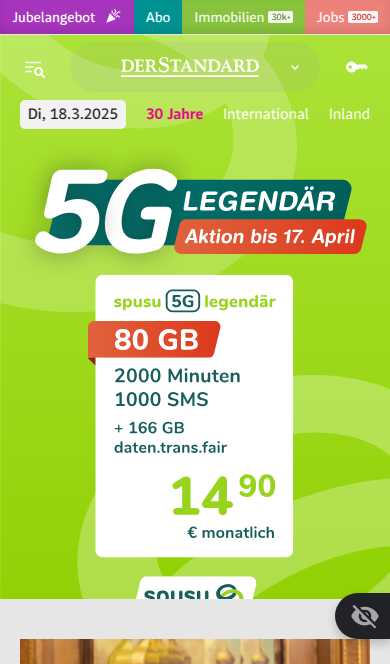 Jubelangebot Abo Immobilien 30k+ Jobs 3000+
DERSTANDARD
Di, 18.3.2025 30 Jahre International Inland
5G LEGENDÄR
Aktion bis 17. April
spusu 5G legendär
80 GB
2000 Minuten
1000 SMS
+ 166 GB
daten.trans.fair
14 90
€ monatlich
spusu